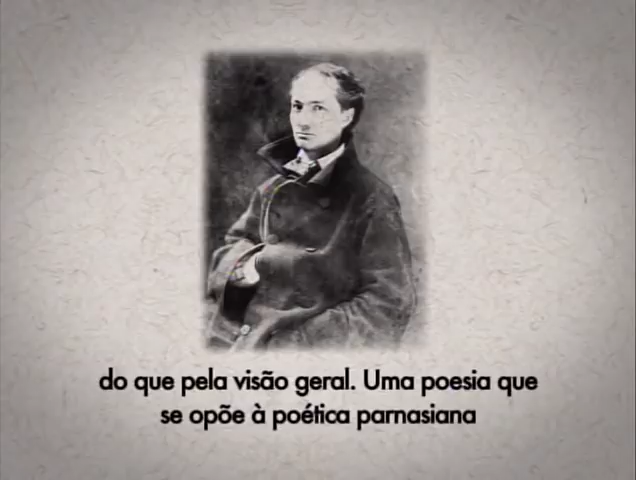 do que pela visão geral. Uma poesia que
se opõe à poética parnasiana